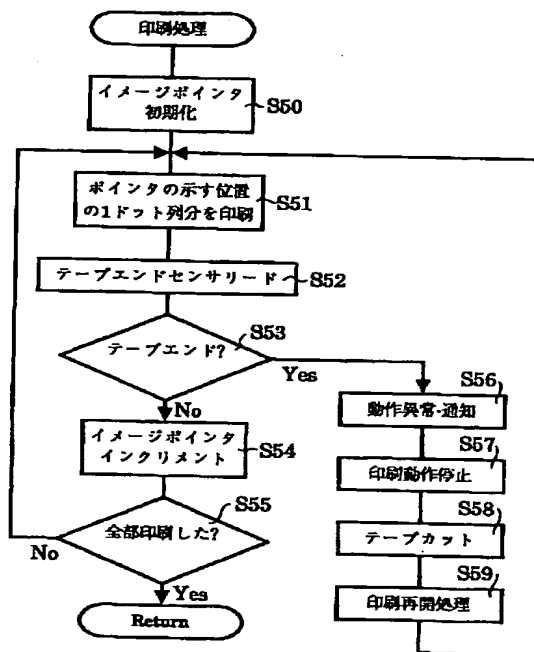 印刷処理
イメージポインタ
初期化
S50
ポインタの示す位置
の1ドット列分を印刷
S51
テープエンドセンサリード
S52
テープエンド?
S53
Yes
No
イメージポインタ
インクリメント
S54
全部印刷した?
S55
No
Yes
Return
S56
動作異常・通知
S57
印刷動作停止
S58
テープカット
S59
印刷再開処理